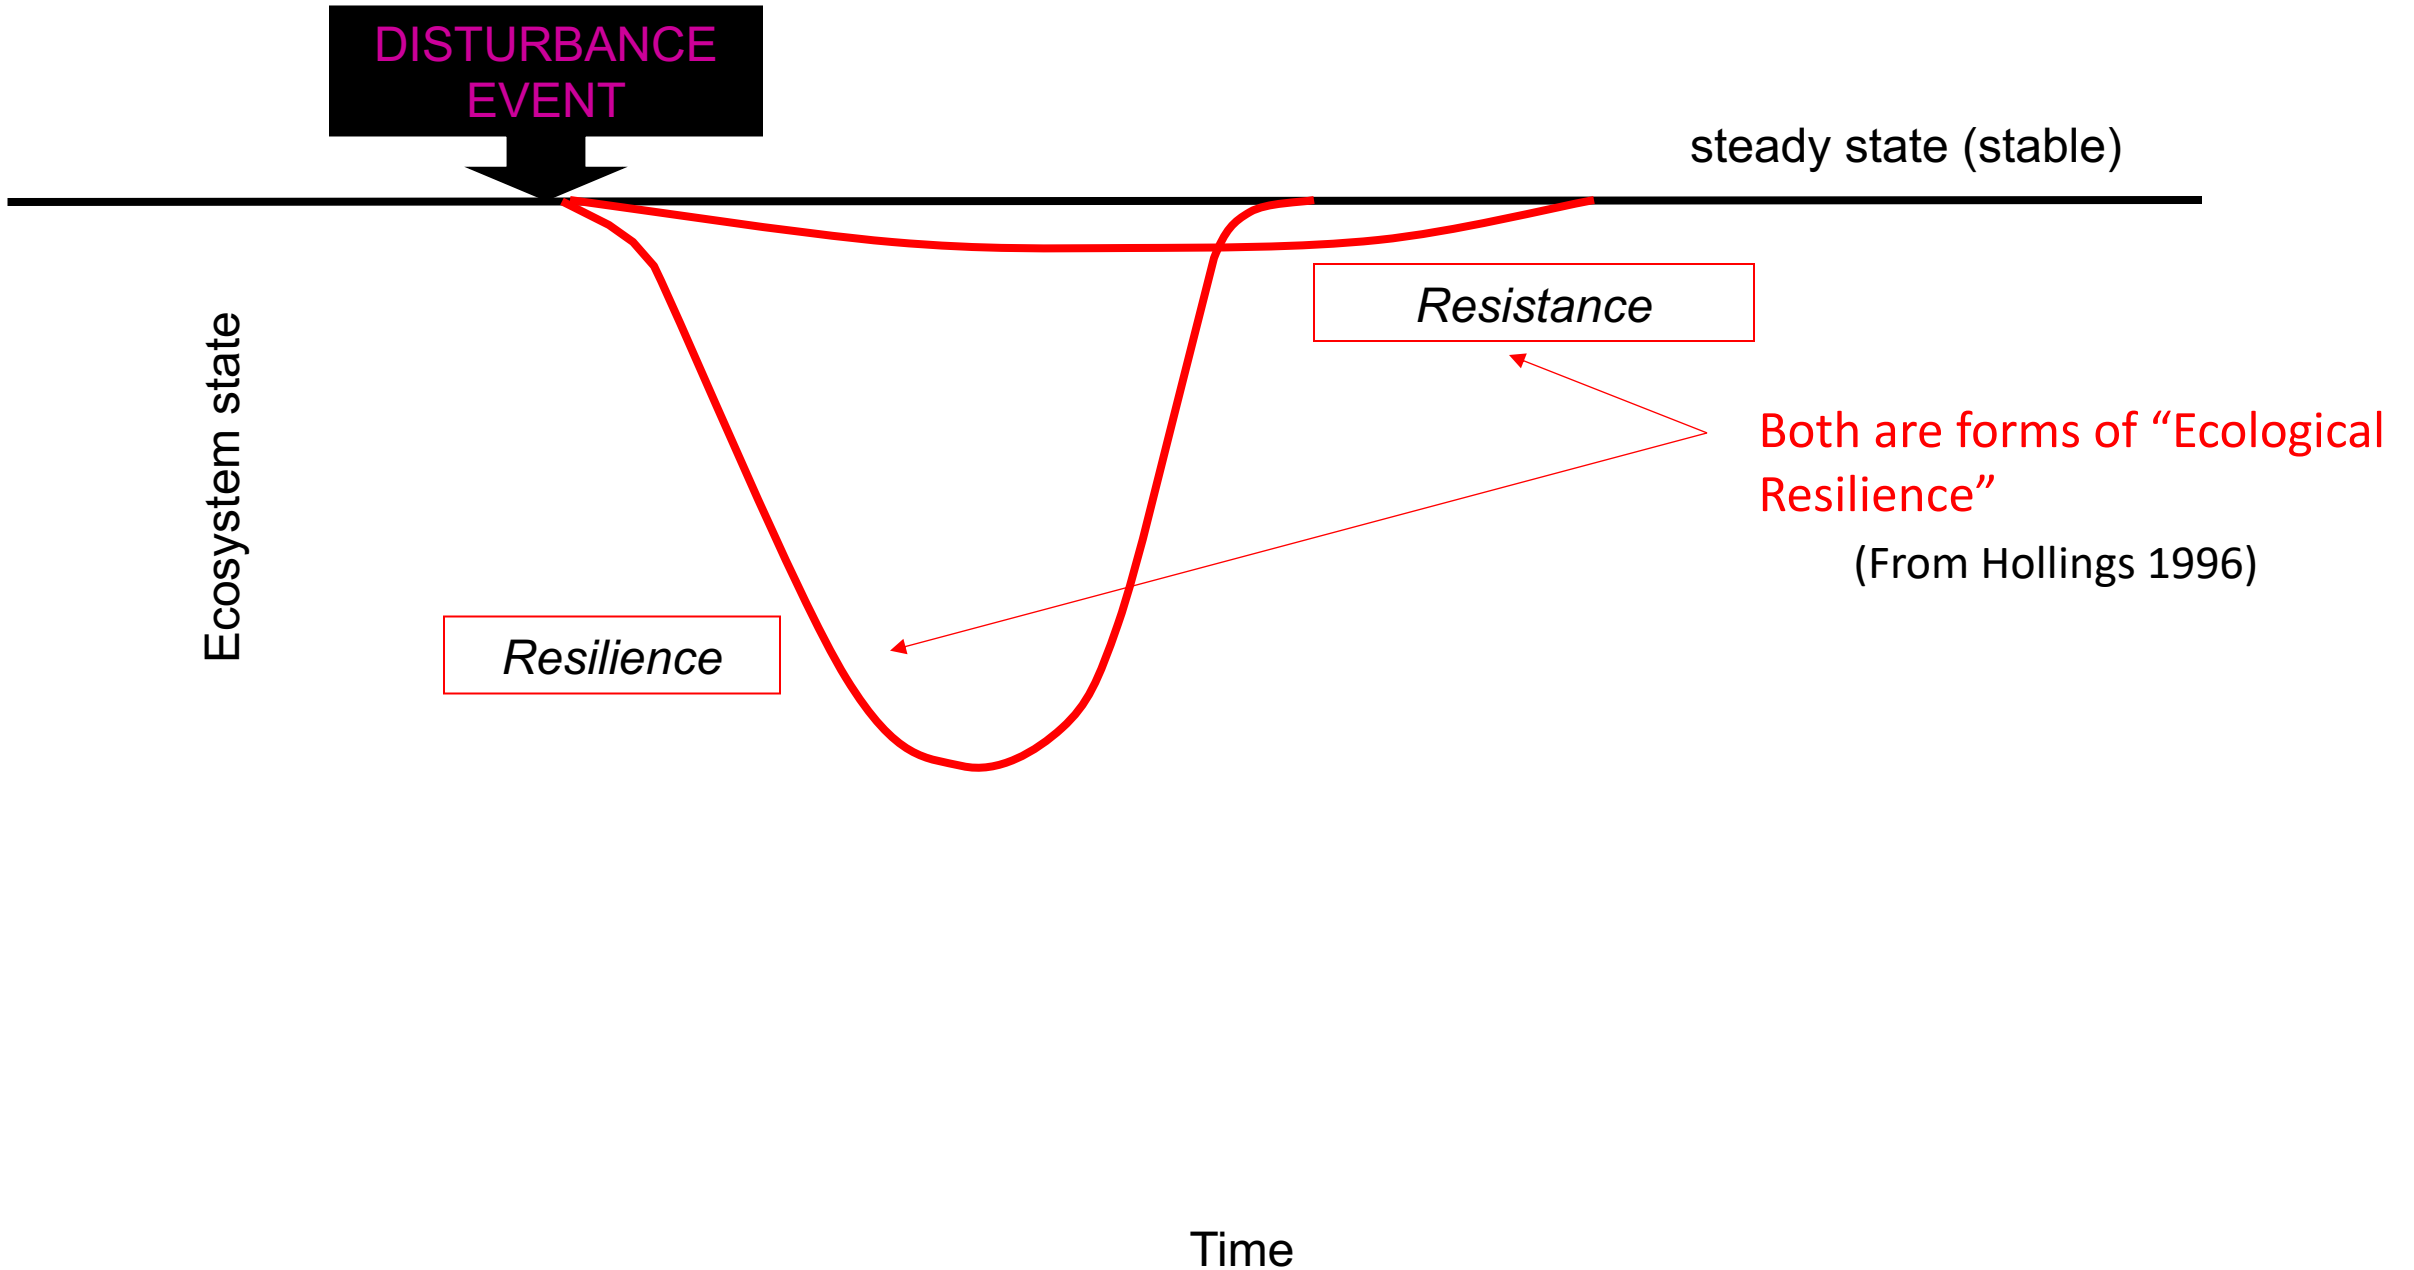 DISTURBANCE
EVENT
steady state (stable)
Resistance
Ecosystem state
Both are forms of “Ecological
Resilience”
(From Hollings 1996)
Resilience
Time